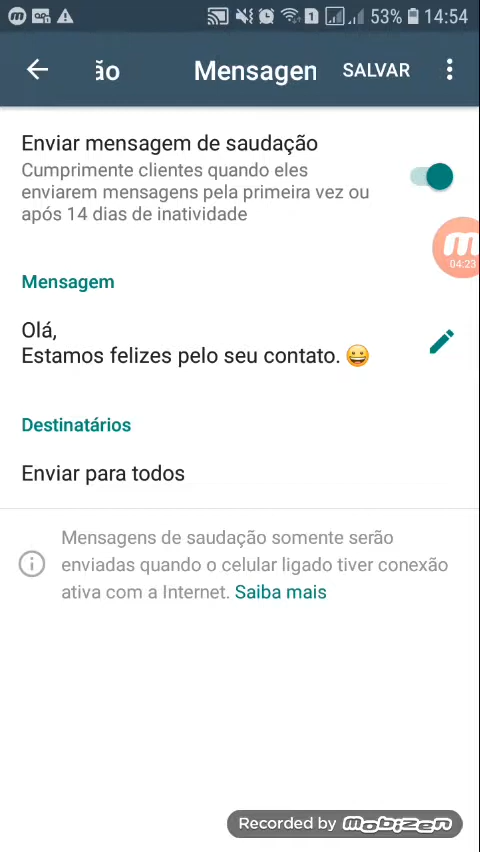 53% 14:54
ão Mensagen SALVAR
Enviar mensagem de saudação
Cumprimente clientes quando eles
enviarem mensagens pela primeira vez ou
após 14 dias de inatividade
04:23
Mensagem
Olá,
Estamos felizes pelo seu contato. 😀
Destinatários
Enviar para todos
Mensagens de saudação somente serão
enviadas quando o celular ligado tiver conexão
ativa com a Internet. Saiba mais
Recorded by mobizen